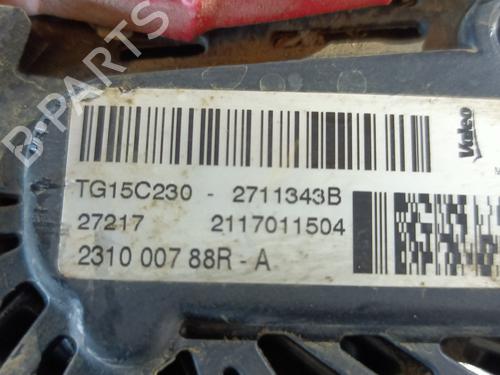 B-PARTS
Valeo
TG15C230 - 2711343B
27217 2117011504
2310 007 88R - A